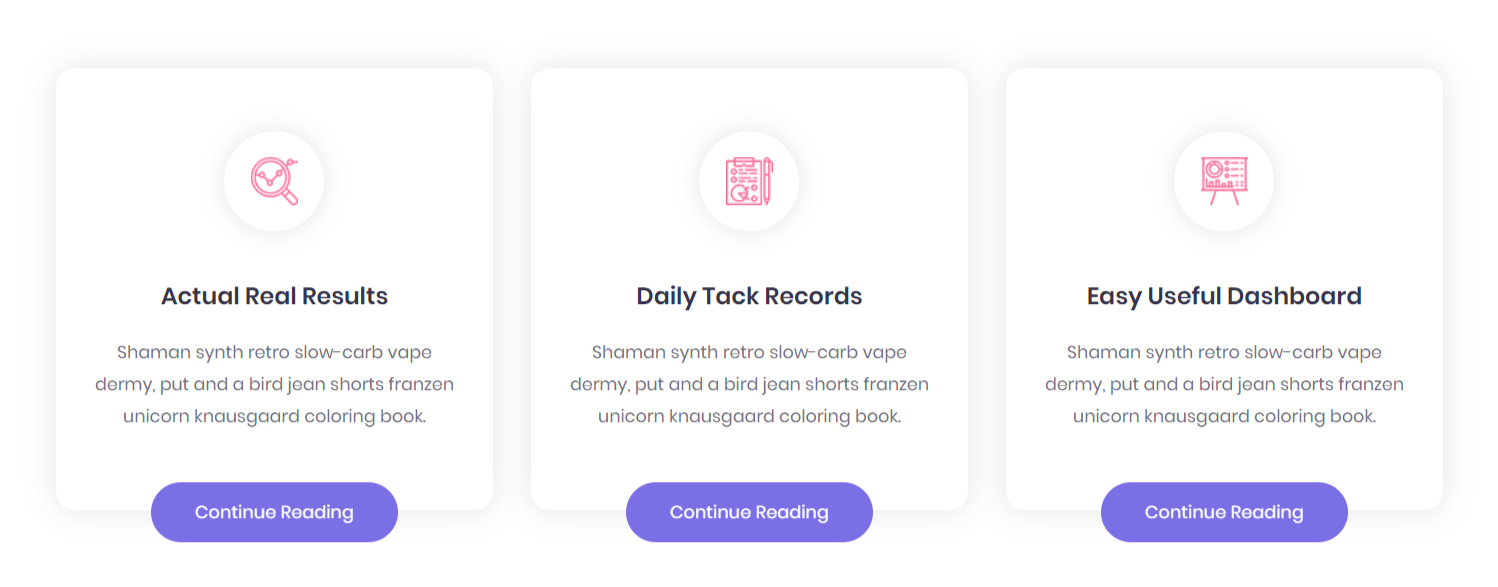 Actual Real Results
Shaman synth retro slow-carb vape
dermy, put and a bird jean shorts franzen
unicorn knausgaard coloring book.
Continue Reading
Daily Tack Records
Shaman synth retro slow-carb vape
dermy, put and a bird jean shorts franzen
unicorn knausgaard coloring book.
Continue Reading
Easy Useful Dashboard
Shaman synth retro slow-carb vape
dermy, put and a bird jean shorts franzen
unicorn knausgaard coloring book.
Continue Reading